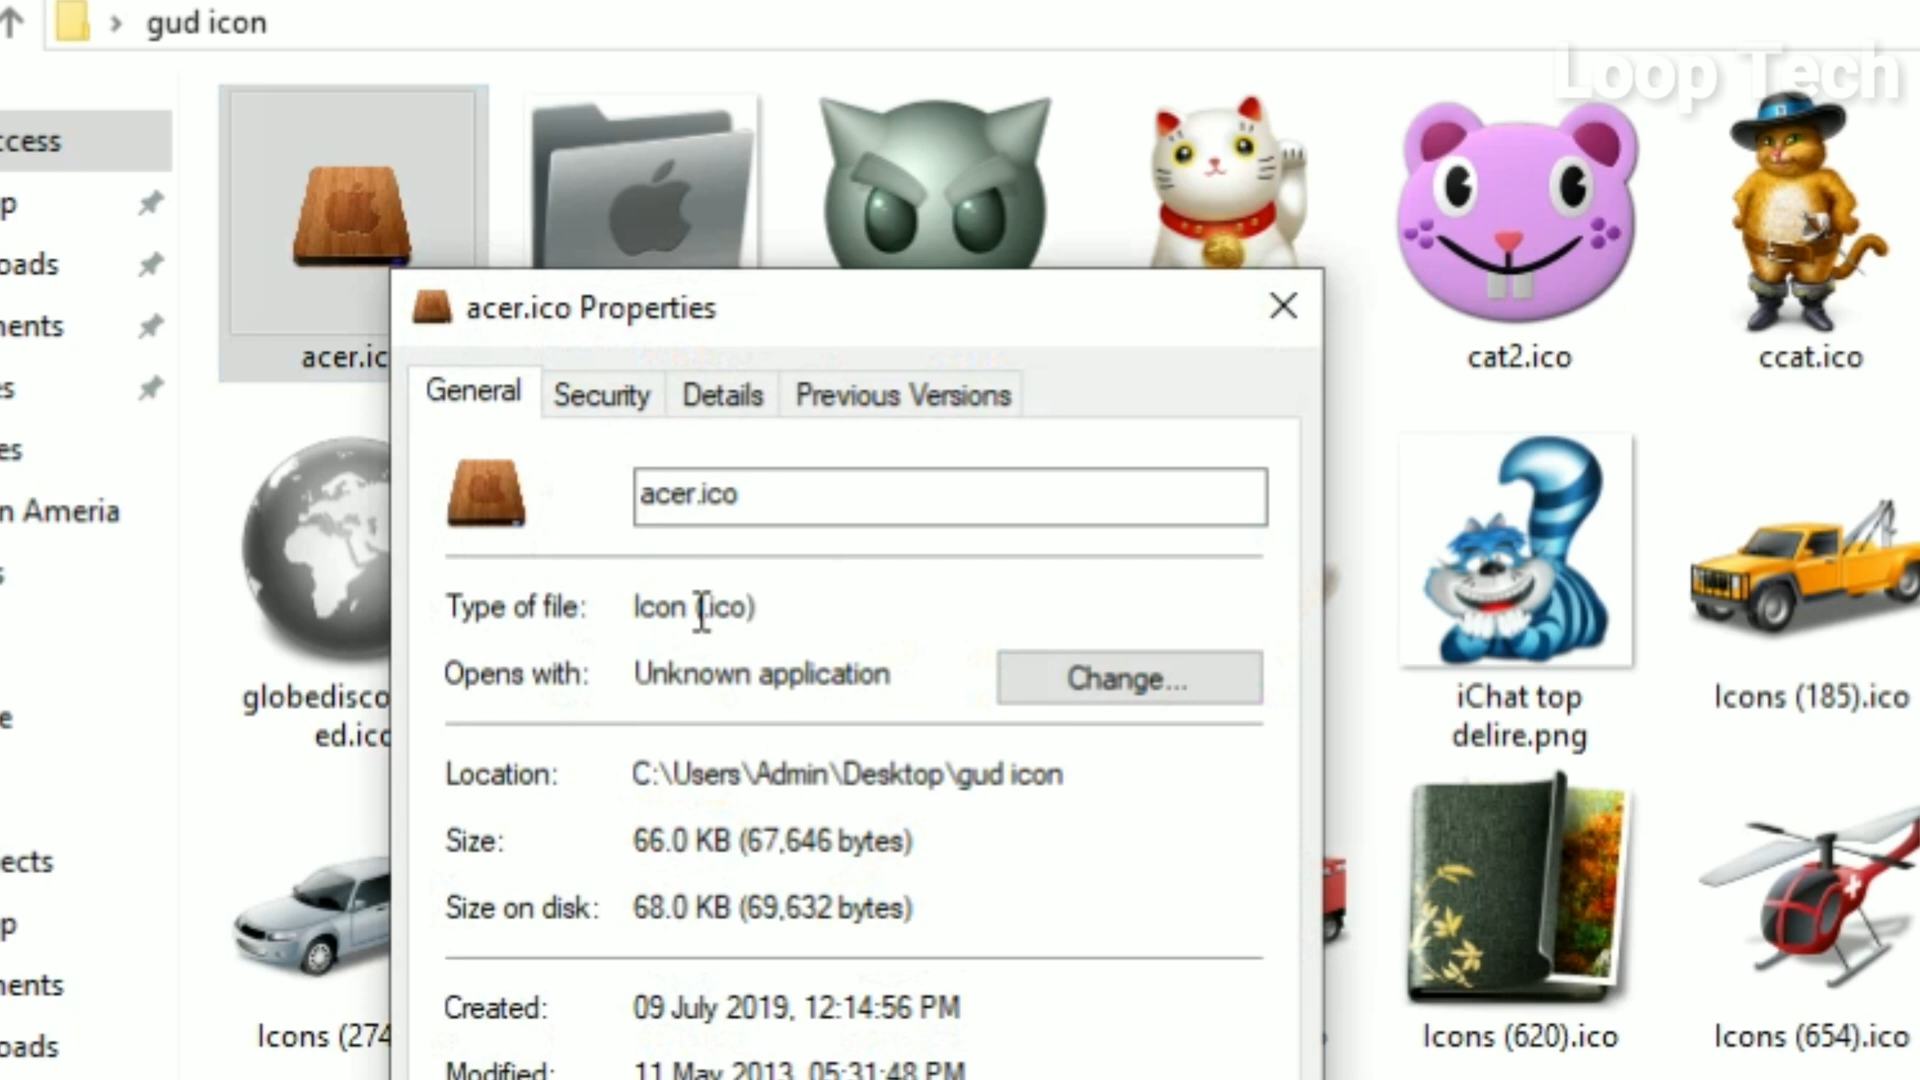 gud icon
Loop Tech
ccess
p
oads
ments
es
n Ameria
e
ects
p
ments
oads
acer.ic
cat2.ico
ccat.ico
globedisco
ed.ico
iChat top
delire.png
Icons (185).ico
Icons (274
Icons (620).ico
Icons (654).ico
acer.ico Properties
General
Security
Details
Previous Versions
acer.ico
Type of file: Icon (.ico)
Opens with: Unknown application
Change...
Location: C:\Users\Admin\Desktop\gud icon
Size: 66.0 KB (67,646 bytes)
Size on disk: 68.0 KB (69,632 bytes)
Created: 09 July 2019, 12:14:56 PM
Modified: 11 May 2013, 05:31:48 PM